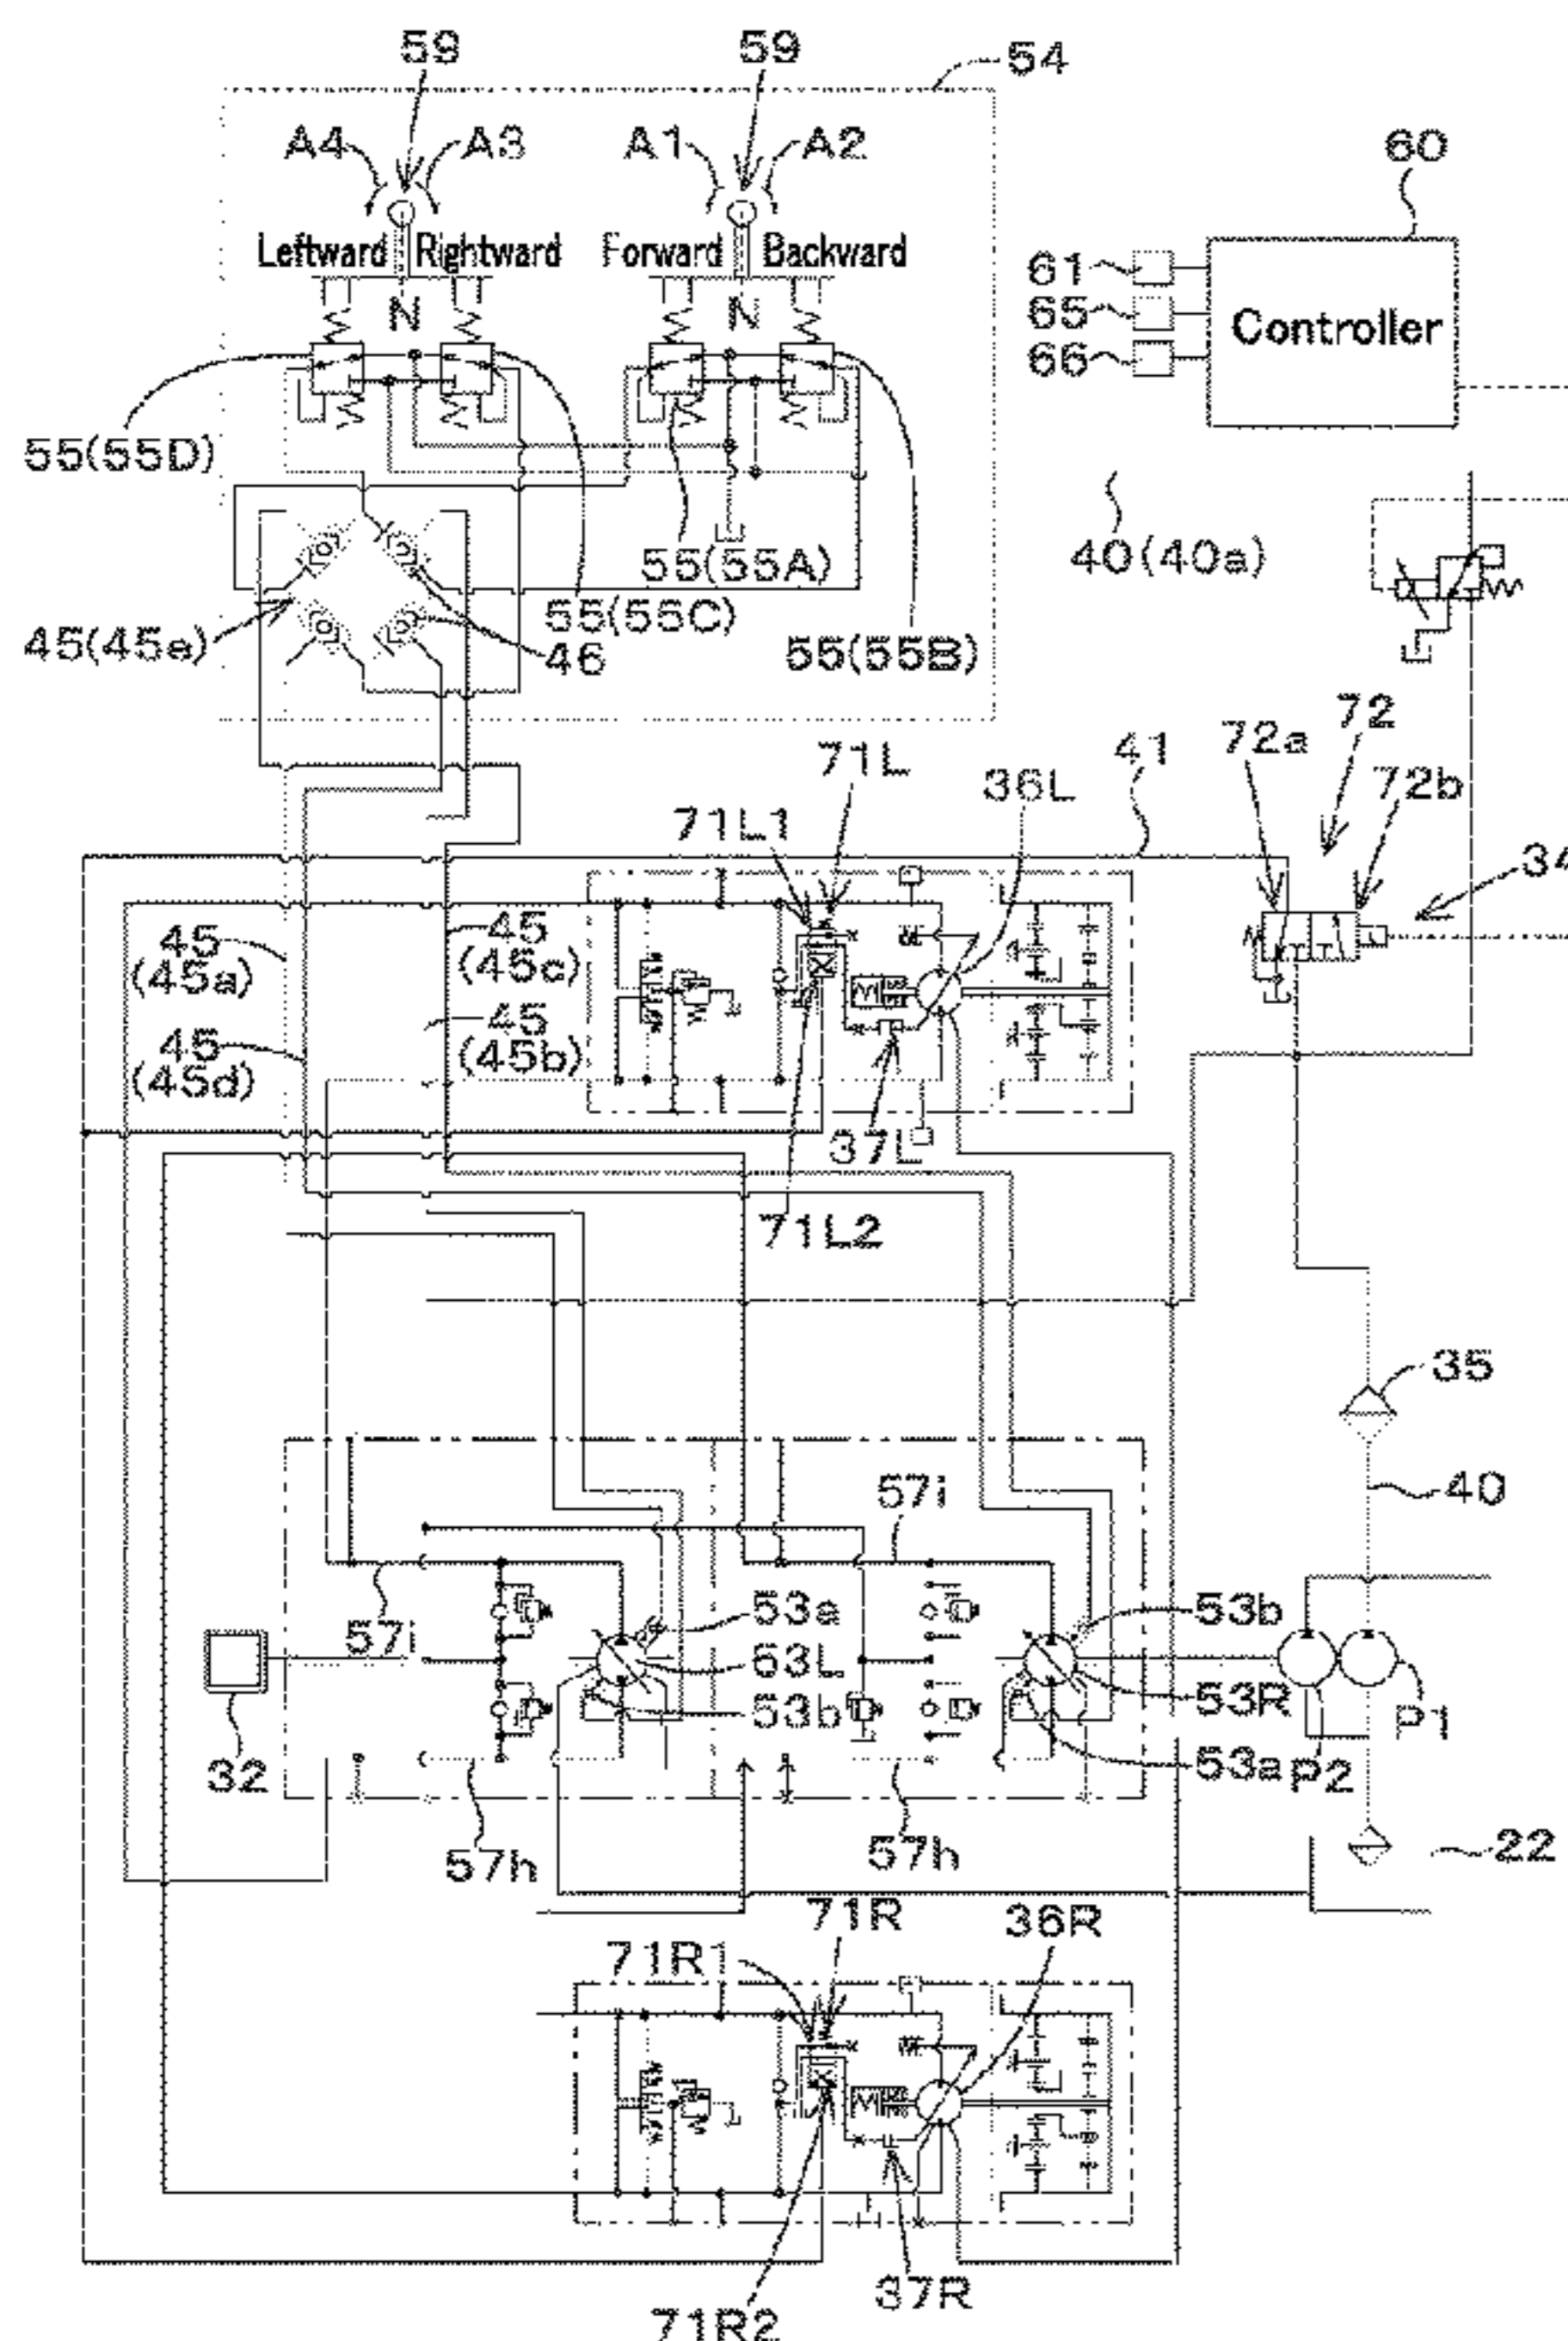 59
59
54
A4
A3
A1
A2
60
Leftward
Rightward
Forward
Backward
61
N
N
65
Controller
66
55(55D)
55(55A)
40(40a)
55(55C)
45(45e)
46
55(55B)
72
72a
71L
41
36L
72b
71L1
34
45
(45a)
45
(45c)
45
(45b)
45
(45d)
37L
71L2
35
57i
40
53a
53b
57i
53L
53R
53b
P1
32
53a
P2
57h
57h
22
71R
36R
71R1
37R
71R2